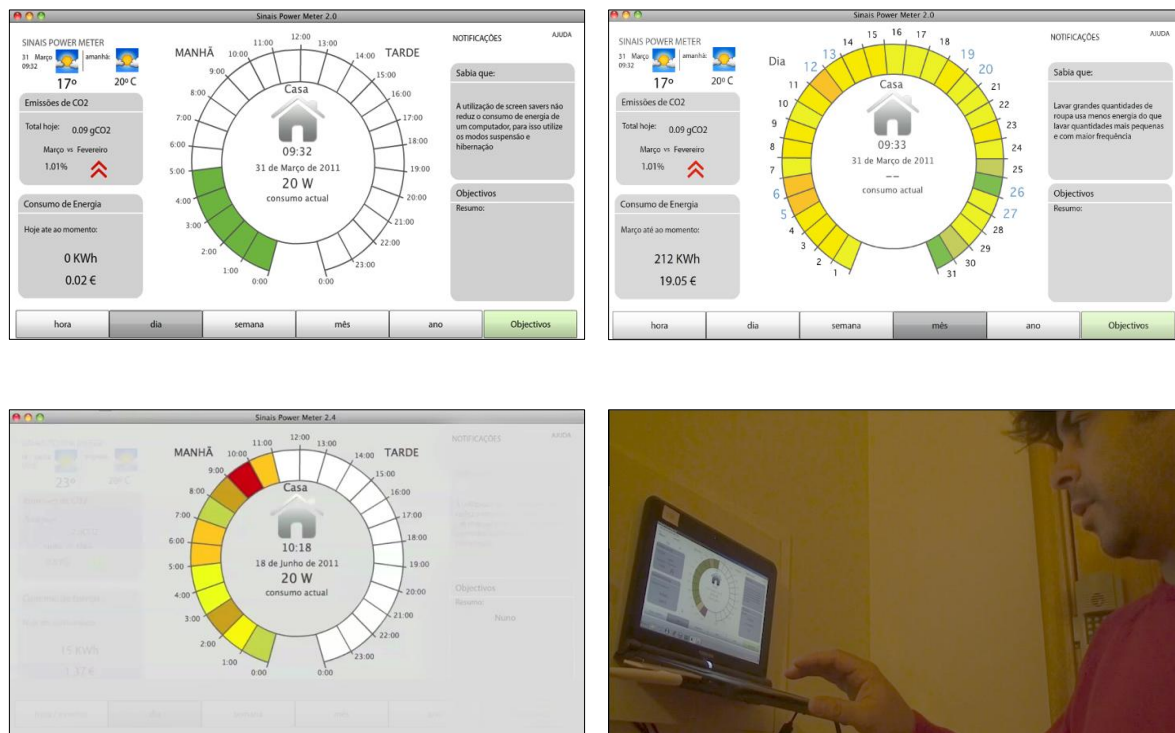 Sinais Power Meter 2.0
SINAIS POWER METER
31 Março
09:32
amanhã:
17º
20º C
Emissões de CO2
Total hoje: 0.09 gCO2
Março vs Fevereiro
1.01%
Consumo de Energia
Hoje ate ao momento:
0 KWh
0.02 €
MANHÃ
TARDE
0:00
1:00
2:00
3:00
4:00
5:00
6:00
7:00
8:00
9:00
10:00
11:00
12:00
13:00
14:00
15:00
16:00
17:00
18:00
19:00
20:00
21:00
22:00
23:00
0:00
Casa
09:32
31 de Março de 2011
20 W
consumo actual
NOTIFICAÇÕES
AJUDA
Sabia que:
A utilização de screen savers não
reduz o consumo de energia de
um computador, para isso utilize
os modos suspensão e
hibernação
Objectivos
Resumo:
hora dia semana mês ano Objectivos
Sinais Power Meter 2.0
SINAIS POWER METER
31 Março
09:32
amanhã:
17º
20º C
Emissões de CO2
Total hoje: 0.09 gCO2
Março vs Fevereiro
1.01%
Consumo de Energia
Março até ao momento:
212 KWh
19.05 €
Dia
1
2
3
4
5
6
7
8
9
10
11
12
13
14
15
16
17
18
19
20
21
22
23
24
25
26
27
28
29
30
31
Casa
09:33
31 de Março de 2011
--
consumo actual
NOTIFICAÇÕES
AJUDA
Sabia que:
Lavar grandes quantidades de
roupa usa menos energia do que
lavar quantidades mais pequenas
e com maior frequência
Objectivos
Resumo:
hora dia semana mês ano Objectivos
Sinais Power Meter 2.4
23º
MANHÃ
TARDE
0:00
1:00
2:00
3:00
4:00
5:00
6:00
7:00
8:00
9:00
10:00
11:00
12:00
13:00
14:00
15:00
16:00
17:00
18:00
19:00
20:00
21:00
22:00
23:00
0:00
Casa
10:18
18 de Junho de 2011
20 W
consumo actual
NOTIFICAÇÕES
AJUDA
Objectivos
Resumo:
Nuno
15 KWh
1.37 €